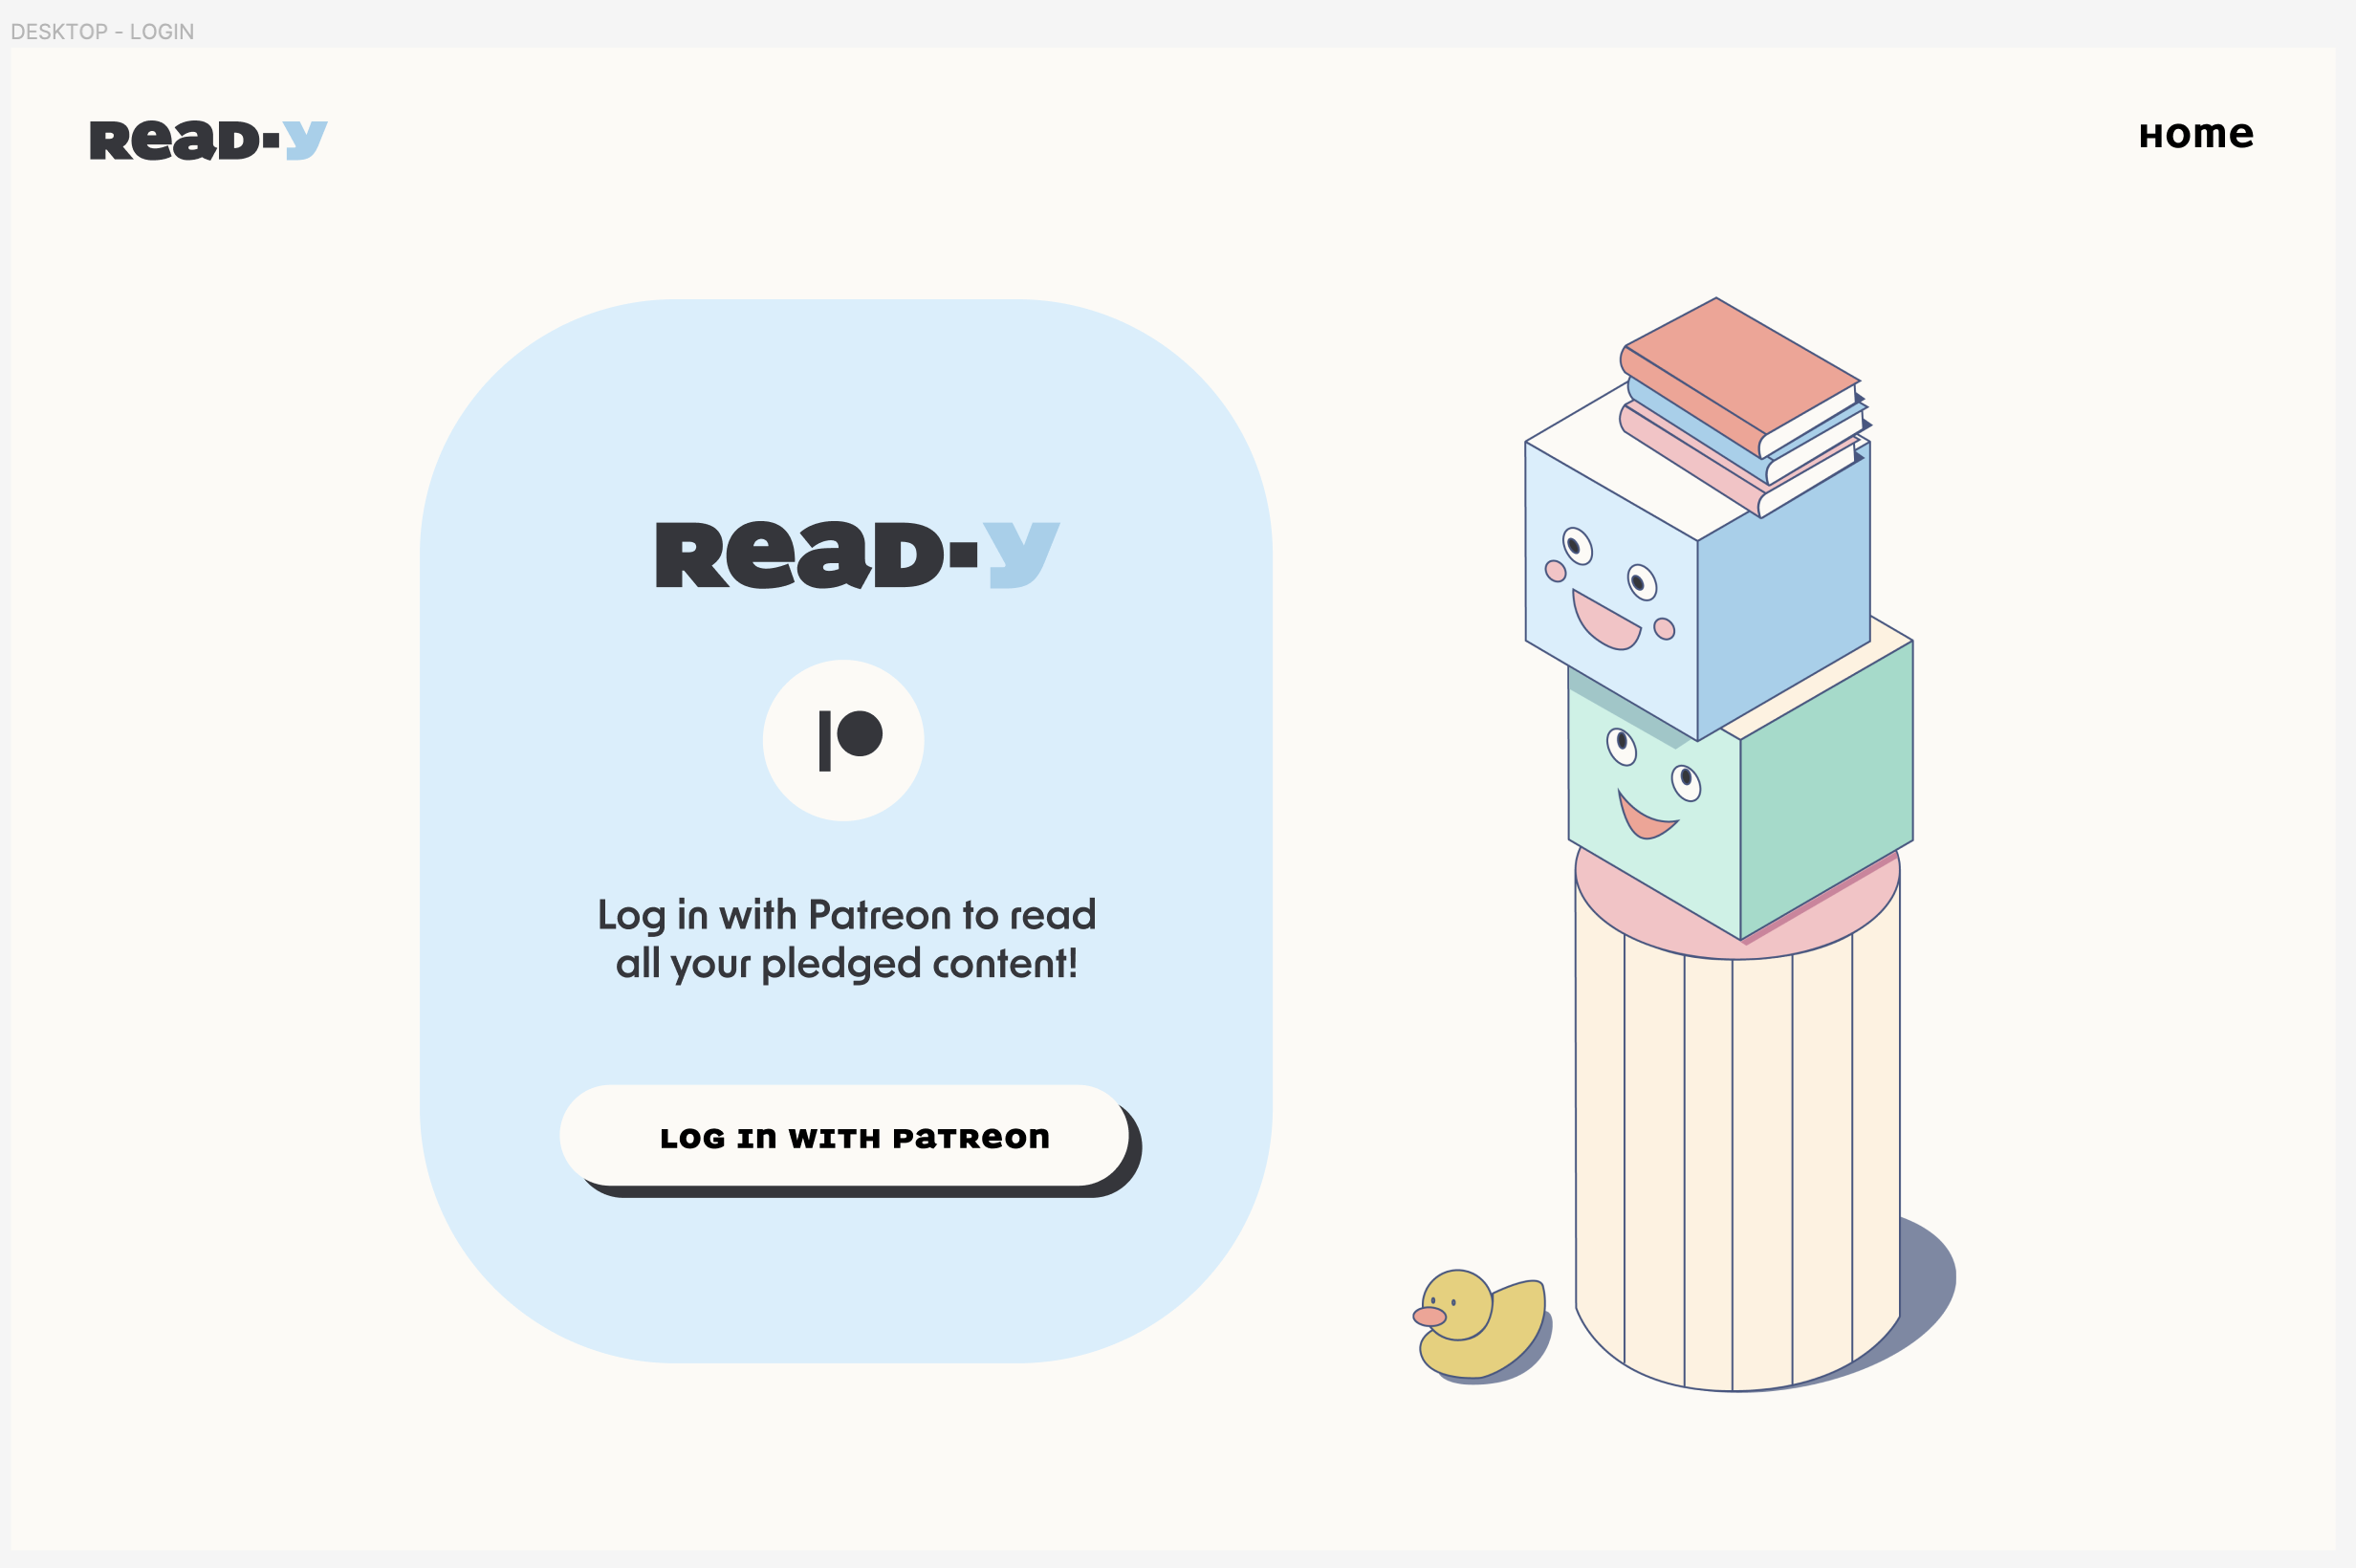 DESKTOP - LOGIN
ReaD-y
Home
ReaD-y
Log in with Patreon to read
all your pledged content!
LOG IN WITH PATREON